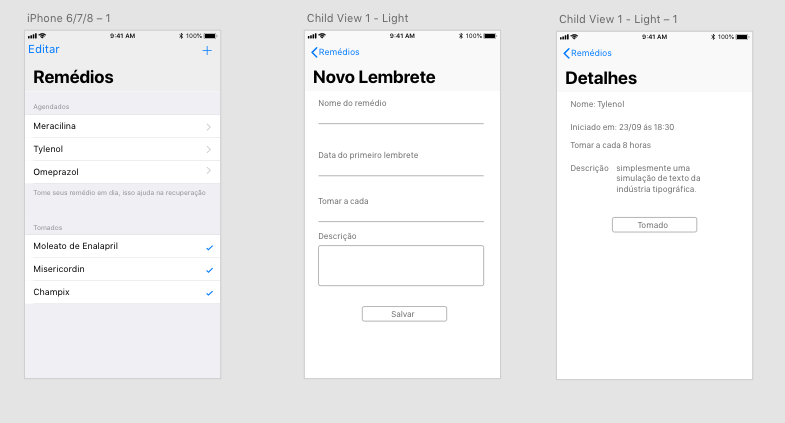 iPhone 6/7/8 – 1
9:41 AM
100%
Editar
+
Remédios
Agendados
Meracilina
Tylenol
Omeprazol
Tome seus remédio em dia, isso ajuda na recuperação
Tomados
Moleato de Enalapril
Misericordin
Champix
Child View 1 - Light
9:41 AM
100%
Remédios
Novo Lembrete
Nome do remédio
Data do primeiro lembrete
Tomar a cada
Descrição
Salvar
Child View 1 - Light – 1
9:41 AM
100%
Remédios
Detalhes
Nome: Tylenol
Iniciado em: 23/09 ás 18:30
Tomar a cada 8 horas
Descrição simplesmente uma
simulação de texto da
indústria tipográfica.
Tomado